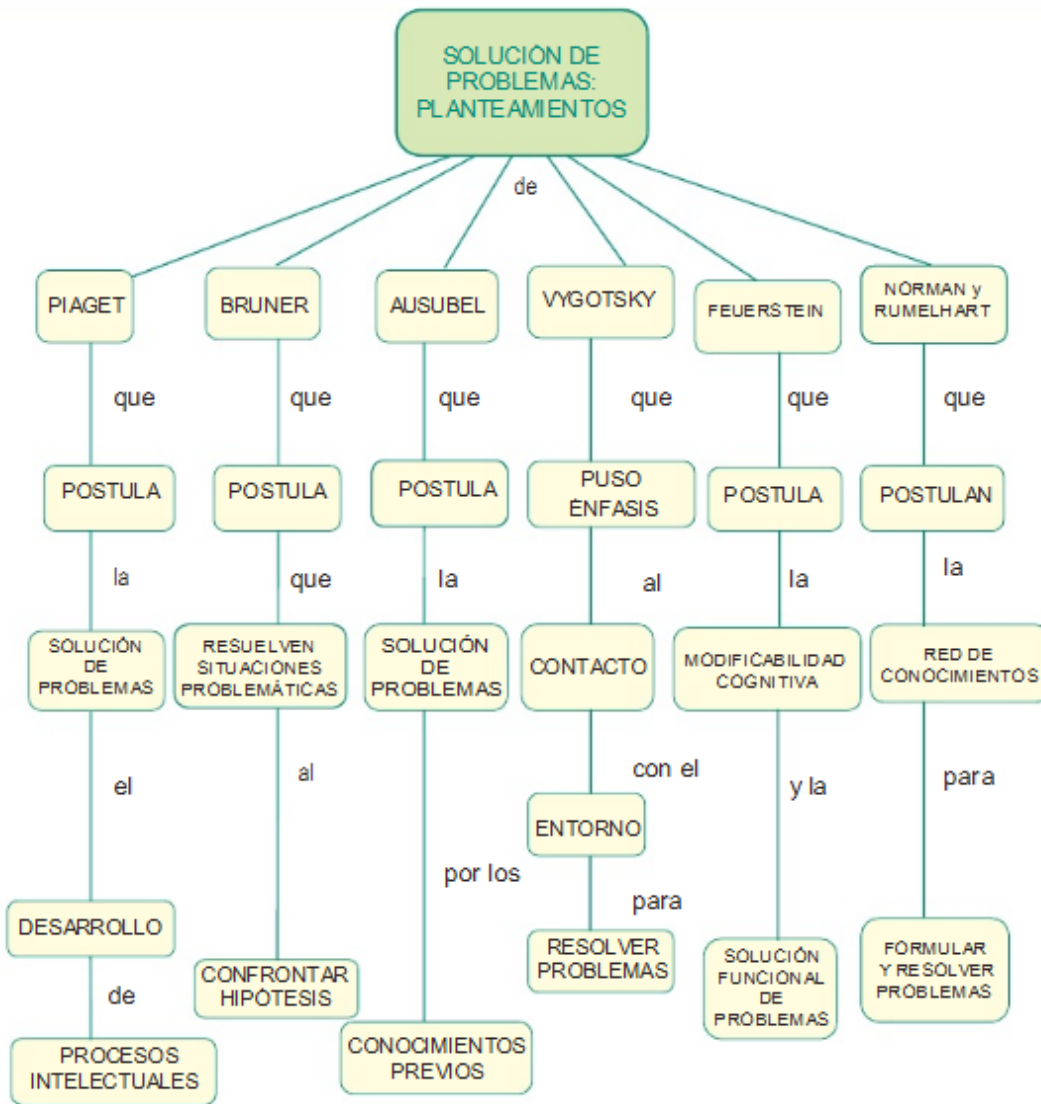 SOLUCIÓN DE
PROBLEMAS:
PLANTEAMIENTOS
de
PIAGET
BRUNER
AUSUBEL
VYGOTSKY
FEUERSTEIN
NORMAN y
RUMELHART
que
que
que
que
que
que
POSTULA
POSTULA
POSTULA
PUSO
ÉNFASIS
POSTULA
POSTULAN
la
que
la
al
la
la
SOLUCIÓN
DE
PROBLEMAS
RESUELVEN
SITUACIONES
PROBLEMÁTICAS
SOLUCIÓN
DE
PROBLEMAS
CONTACTO
MODIFICABILIDAD
COGNITIVA
RED DE
CONOCIMIENTOS
el
al
por los
con el
y la
para
ENTORNO
para
DESARROLLO
de
PROCESOS
INTELECTUALES
CONFRONTAR
HIPÓTESIS
CONOCIMIENTOS
PREVIOS
RESOLVER
PROBLEMAS
SOLUCIÓN
FUNCIONAL
DE
PROBLEMAS
FORMULAR
Y RESOLVER
PROBLEMAS